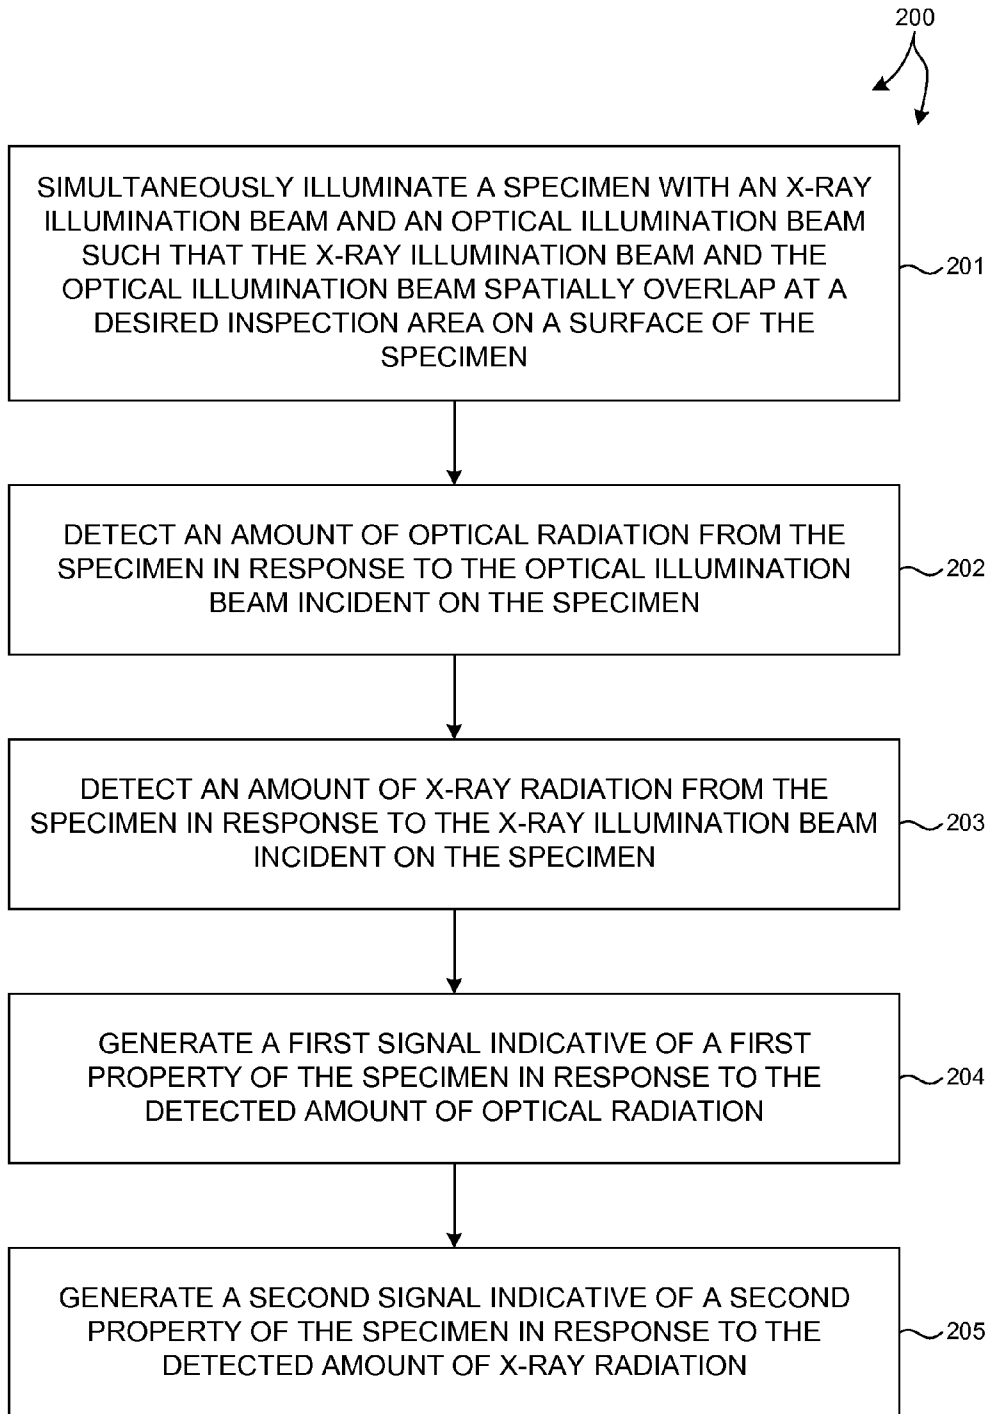 200
SIMULTANEOUSLY ILLUMINATE A SPECIMEN WITH AN X-RAY
ILLUMINATION BEAM AND AN OPTICAL ILLUMINATION BEAM
SUCH THAT THE X-RAY ILLUMINATION BEAM AND THE
OPTICAL ILLUMINATION BEAM SPATIALLY OVERLAP AT A
DESIRED INSPECTION AREA ON A SURFACE OF THE
SPECIMEN
201
DETECT AN AMOUNT OF OPTICAL RADIATION FROM THE
SPECIMEN IN RESPONSE TO THE OPTICAL ILLUMINATION
BEAM INCIDENT ON THE SPECIMEN
202
DETECT AN AMOUNT OF X-RAY RADIATION FROM THE
SPECIMEN IN RESPONSE TO THE X-RAY ILLUMINATION BEAM
INCIDENT ON THE SPECIMEN
203
GENERATE A FIRST SIGNAL INDICATIVE OF A FIRST
PROPERTY OF THE SPECIMEN IN RESPONSE TO THE
DETECTED AMOUNT OF OPTICAL RADIATION
204
GENERATE A SECOND SIGNAL INDICATIVE OF A SECOND
PROPERTY OF THE SPECIMEN IN RESPONSE TO THE
DETECTED AMOUNT OF X-RAY RADIATION
205